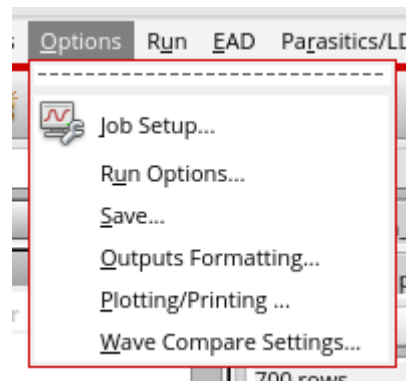 Options Run EAD Parasitics/LD
Job Setup...
Run Options...
Save...
Outputs Formatting...
Plotting/Printing ...
Wave Compare Settings...
700 rows